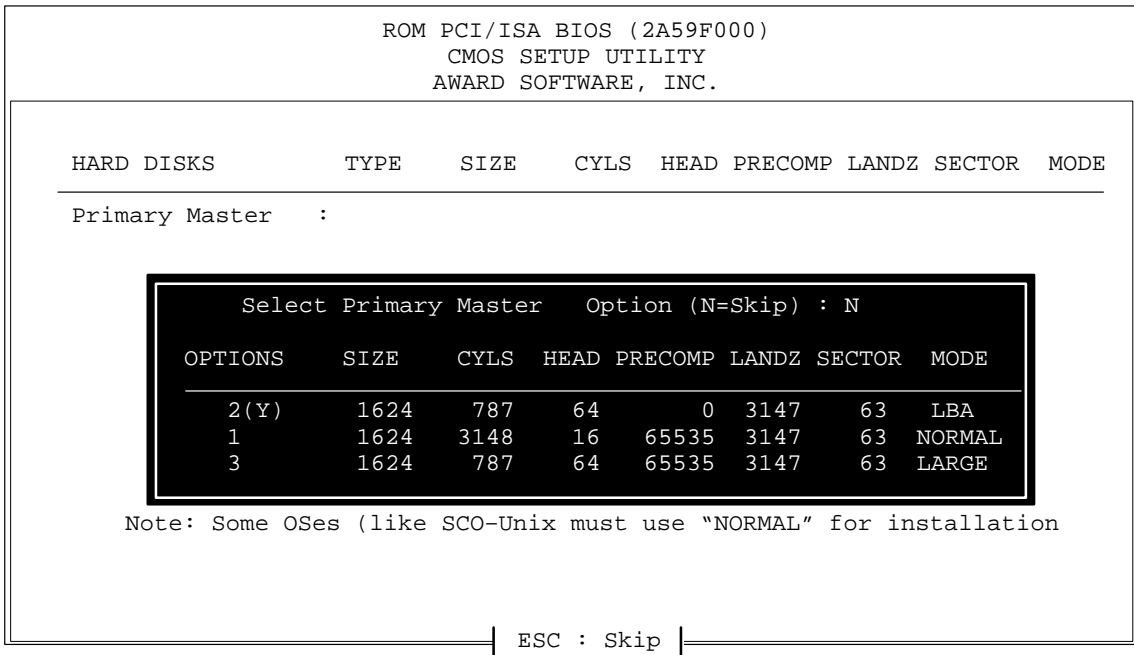 ROM PCI/ISA BIOS (2A59F000)
CMOS SETUP UTILITY
AWARD SOFTWARE, INC.
HARD DISKS TYPE SIZE CYLS HEAD PRECOMP LANDZ SECTOR MODE
Primary Master :
Select Primary Master Option (N=Skip) : N
OPTIONS SIZE CYLS HEAD PRECOMP LANDZ SECTOR MODE
2(Y) 1624 787 64 0 3147 63 LBA
1 1624 3148 16 65535 3147 63 NORMAL
3 1624 787 64 65535 3147 63 LARGE
Note: Some OSes (like SCO–Unix must use “NORMAL” for installation
ESC : Skip